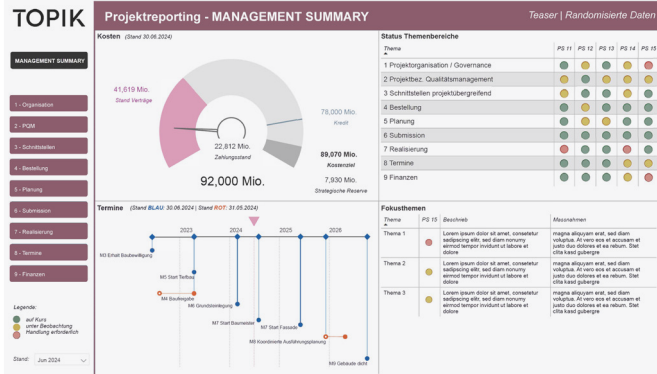 TOPIK
Projektreporting - MANAGEMENT SUMMARY
Teaser | Randomisierte Daten
MANAGEMENT SUMMARY
1 - Organisation
2 - PQM
3 - Schnittstellen
4 - Bestellung
5 - Planung
6 - Submission
7 - Realisierung
8 - Termine
9 - Finanzen
Legende:
auf Kurs
unter Beobachtung
Handlung erforderlich
Stand: Jun 2024
Kosten (Stand 30.06.2024)
41,619 Mio.
Stand Verträge
78,000 Mio.
Kredit
22,812 Mio.
Zahlungsstand
89,070 Mio.
Kostenziel
92,000 Mio.
7,930 Mio.
Strategische Reserve
Status Themenbereiche
Thema PS 11 PS 12 PS 13 PS 14 PS 15
1 Projektorganisation / Governance
2 Projektbez. Qualitätsmanagement
3 Schnittstellen projektübergreifend
4 Bestellung
5 Planung
6 Submission
7 Realisierung
8 Termine
9 Finanzen
Termine (Stand BLAU: 30.06.2024 | Stand ROT: 31.05.2024)
2023 2024 2025 2026
M3 Erhalt Baubewilligung
M5 Start Tiefbau
M4 Baufreigabe
M6 Grundsteinlegung
M7 Start Baumeister
M7 Start Fassade
M8 Koordinierte Ausführungsplanung
M9 Gebäude dicht
Fokusthemen
Thema PS 15 Beschrieb Massnahmen
Thema 1
Lorem ipsum dolor sit amet, consetetur
sadipscing elitr, sed diam nonumy
eirmod tempor invidunt ut labore et
dolore
magna aliquyam erat, sed diam
voluptua. At vero eos et accusam et
justo duo dolores et ea rebum. Stet
clita kasd gubergre
Thema 2
Lorem ipsum dolor sit amet, consetetur
sadipscing elitr, sed diam nonumy
eirmod tempor invidunt ut labore et
dolore
magna aliquyam erat, sed diam
voluptua. At vero eos et accusam et
justo duo dolores et ea rebum. Stet
clita kasd gubergre
Thema 3
Lorem ipsum dolor sit amet, consetetur
sadipscing elitr, sed diam nonumy
eirmod tempor invidunt ut labore et
dolore
magna aliquyam erat, sed diam
voluptua. At vero eos et accusam et
justo duo dolores et ea rebum. Stet
clita kasd gubergre